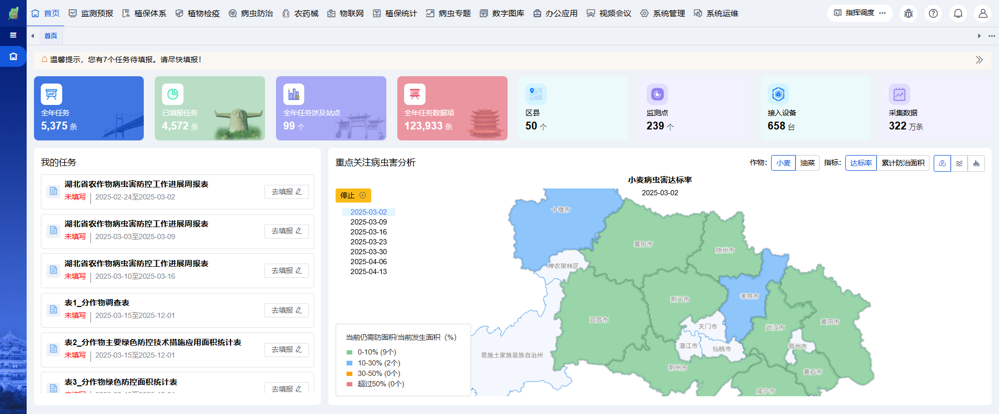 首页 监测预报 植保体系 植物检疫 病虫防治 农药械 物联网 植保统计 病虫专题 数字图库 办公应用 视频会议 系统管理 系统运维 指挥调度
首页
温馨提示，您有7个任务待填报。请尽快填报！
全年任务
5,375 条
已填报任务
4,572 条
全年任务涉及站点
99 个
全年任务数据项
123,933 条
区县
50 个
监测点
239 个
接入设备
658 台
采集数据
322 万条
我的任务
湖北省农作物病虫害防控工作进展周报表
未填写 2025-02-24至2025-03-02
去填报
湖北省农作物病虫害防控工作进展周报表
未填写 2025-03-03至2025-03-09
去填报
湖北省农作物病虫害防控工作进展周报表
未填写 2025-03-10至2025-03-16
去填报
表1_分作物调查表
未填写 2025-03-15至2025-12-01
去填报
表2_分作物主要绿色防控技术措施应用面积统计表
未填写 2025-03-15至2025-12-01
去填报
表3_分作物绿色防控面积统计表
去填报
重点关注病虫害分析
作物： 小麦 油菜 指标： 达标率 累计防治面积
小麦病虫害达标率
2025-03-02
停止
2025-03-02
2025-03-09
2025-03-16
2025-03-23
2025-03-30
2025-04-06
2025-04-13
十堰市
襄阳市
随州市
神农架林区
孝感市
荆门市
宜昌市
黄冈市
天门市
武汉市
潜江市
仙桃市
鄂州市
恩施土家族苗族自治州
荆州市
黄石市
咸宁市
当前仍需防面积/当前发生面积（%）
0-10% (9个)
10-30% (2个)
30-50% (0个)
超过50% (0个)